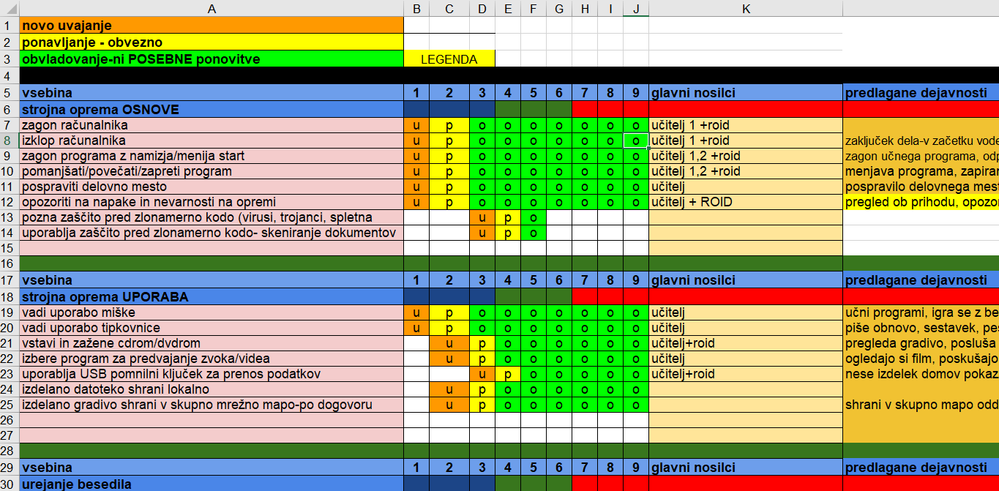 A B C D E F G H I J K
1 novo uvajanje
2 ponavljanje - obvezno
3 obvladovanje-ni POSEBNE ponovitve LEGENDA
4
5 vsebina 1 2 3 4 5 6 7 8 9 glavni nosilci predlagane dejavnosti
6 strojna oprema OSNOVE
7 zagon računalnika u p o o o o o o o učitelj 1 +roid
8 izklop računalnika u p o o o o o o o učitelj 1 +roid zaključek dela-v začetku vode
9 zagon programa z namizja/menija start u p o o o o o o o učitelj 1,2 +roid zagon učnega programa, odp
10 pomanjšati/povečati/zapreti program u p o o o o o o o učitelj 1,2 +roid menjava programa, zapiran
11 pospraviti delovno mesto u p o o o o o o o učitelj pospravilo delovnega mest
12 opozoriti na napake in nevarnosti na opremi u p o o o o o o o učitelj + ROID pregled ob prihodu, opozo
13 pozna zaščito pred zlonamerno kodo (virusi, trojanci, spletna u p o
14 uporablja zaščito pred zlonamerno kodo- skeniranje dokumentov u p o
15
16
17 vsebina 1 2 3 4 5 6 7 8 9 glavni nosilci predlagane dejavnosti
18 strojna oprema UPORABA
19 vadi uporabo miške u p o o o o o o o učitelj učni programi, igra se z be
20 vadi uporabo tipkovnice u p o o o o o o o učitelj piše obnovo, sestavek, pes
21 vstavi in zažene cdrom/dvdrom u p o o o o o o učitelj+roid pregleda gradivo, posluša
22 izbere program za predvajanje zvoka/videa u p o o o o o o učitelj ogledajo si film, poskušajo
23 uporablja USB pomnilni ključek za prenos podatkov u p o o o o o učitelj+roid nese izdelek domov pokaz
24 izdelano datoteko shrani lokalno u p o o o o o o
25 izdelano gradivo shrani v skupno mrežno mapo-po dogovoru u p o o o o o o shrani v skupno mapo odd
26
27
28
29 vsebina 1 2 3 4 5 6 7 8 9 glavni nosilci predlagane dejavnosti
30 urejanje besedila